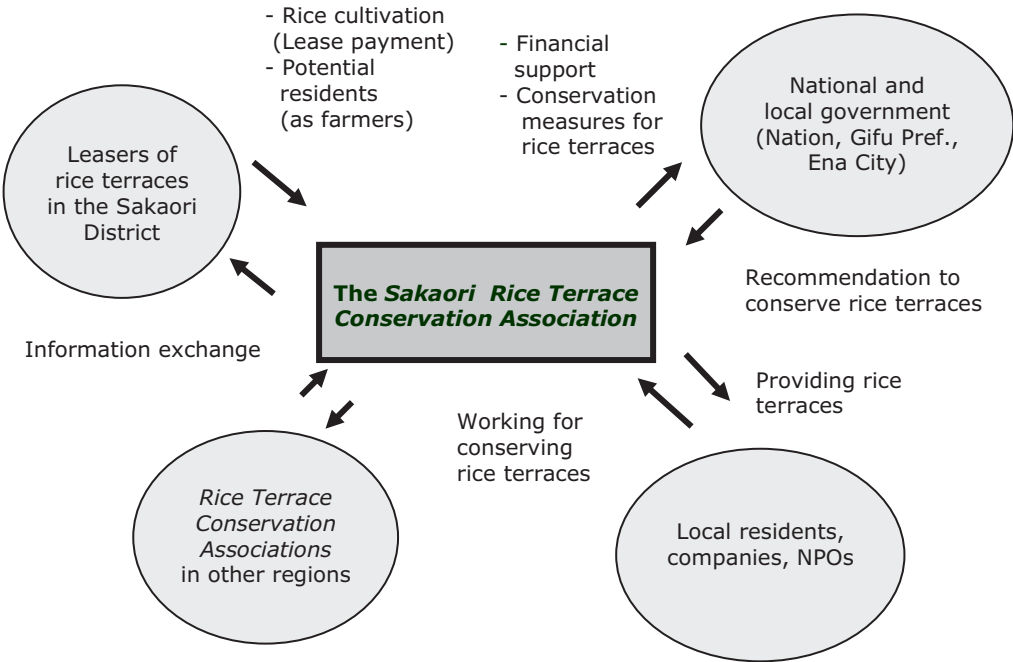 - Rice cultivation
(Lease payment)
- Potential
residents
(as farmers)
- Financial
support
- Conservation
measures for
rice terraces
National and
local government
(Nation, Gifu Pref.,
Ena City)
Leasers of
rice terraces
in the Sakaori
District
The Sakaori Rice Terrace
Conservation Association
Recommendation to
conserve rice terraces
Information exchange
Providing rice
terraces
Working for
conserving
rice terraces
Rice Terrace
Conservation
Associations
in other regions
Local residents,
companies, NPOs